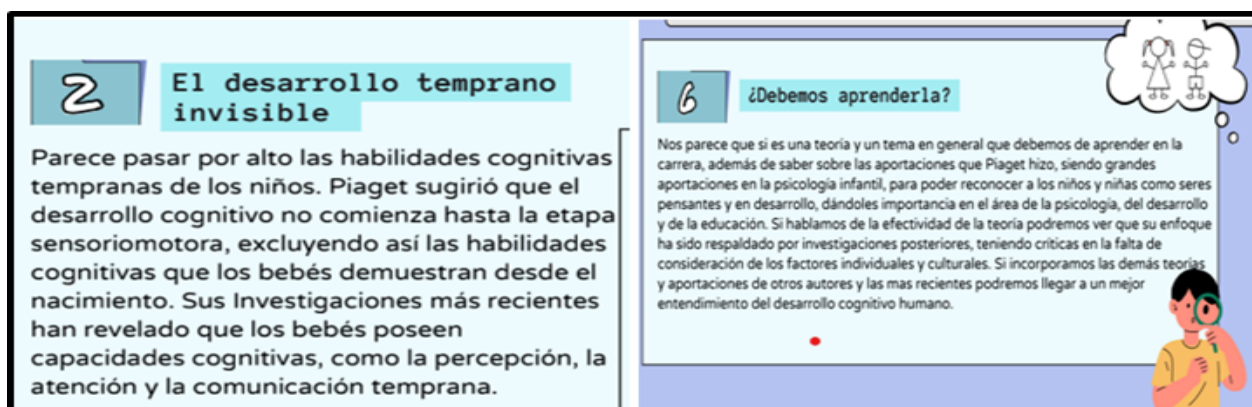 2
El desarrollo temprano
invisible
Parece pasar por alto las habilidades cognitivas
tempranas de los niños. Piaget sugirió que el
desarrollo cognitivo no comienza hasta la etapa
sensoriomotora, excluyendo así las habilidades
cognitivas que los bebés demuestran desde el
nacimiento. Sus Investigaciones más recientes
han revelado que los bebés poseen
capacidades cognitivas, como la percepción, la
atención y la comunicación temprana.
6
¿Debemos aprenderla?
Nos parece que si es una teoría y un tema en general que debemos de aprender en la
carrera, además de saber sobre las aportaciones que Piaget hizo, siendo grandes
aportaciones en la psicología infantil, para poder reconocer a los niños y niñas como seres
pensantes y en desarrollo, dándoles importancia en el área de la psicología, del desarrollo
y de la educación. Si hablamos de la efectividad de la teoría podremos ver que su enfoque
ha sido respaldado por investigaciones posteriores, teniendo críticas en la falta de
consideración de los factores individuales y culturales. Si incorporamos las demás teorías
y aportaciones de otros autores y las mas recientes podremos llegar a un mejor
entendimiento del desarrollo cognitivo humano.